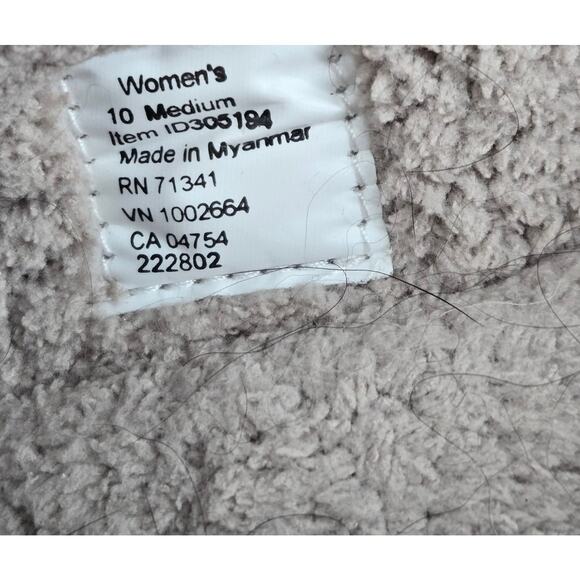 Women's
10 Medium
Item ID305194
Made in Myanmar
RN 71341
VN 1002664
CA 04754
222802